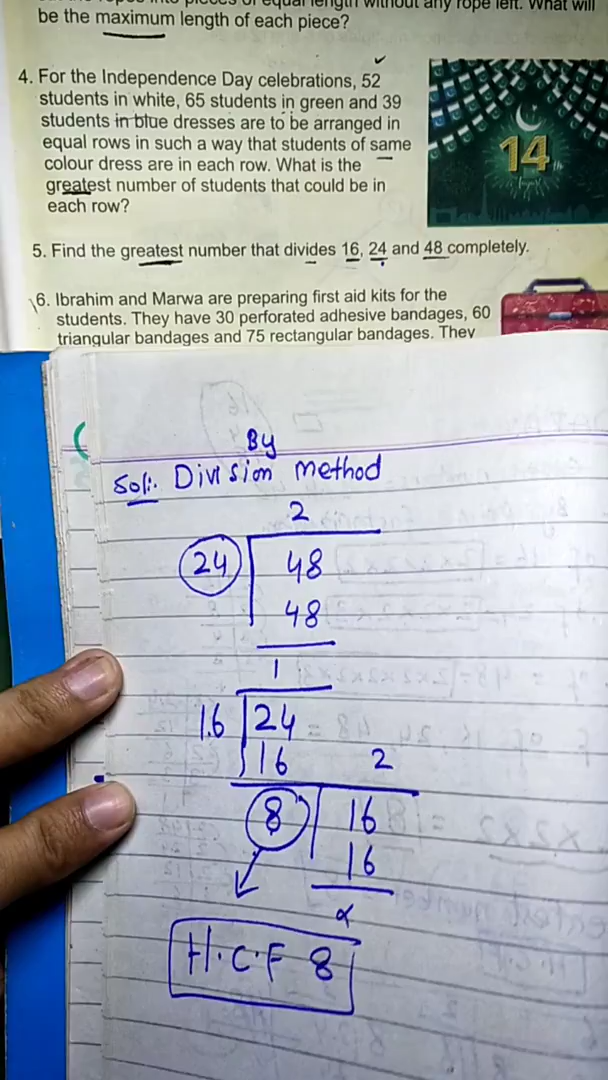 be the maximum length of each piece?
4. For the Independence Day celebrations, 52
students in white, 65 students in green and 39
students in blue dresses are to be arranged in
equal rows in such a way that students of same
colour dress are in each row. What is the
greatest number of students that could be in
each row?
14
5. Find the greatest number that divides 16, 24 and 48 completely.
6. Ibrahim and Marwa are preparing first aid kits for the
students. They have 30 perforated adhesive bandages, 60
triangular bandages and 75 rectangular bandages. They
By
Sol:. Division method
2
24 48
48
1
16 24
16 2
8 16
16
H.C.F 8